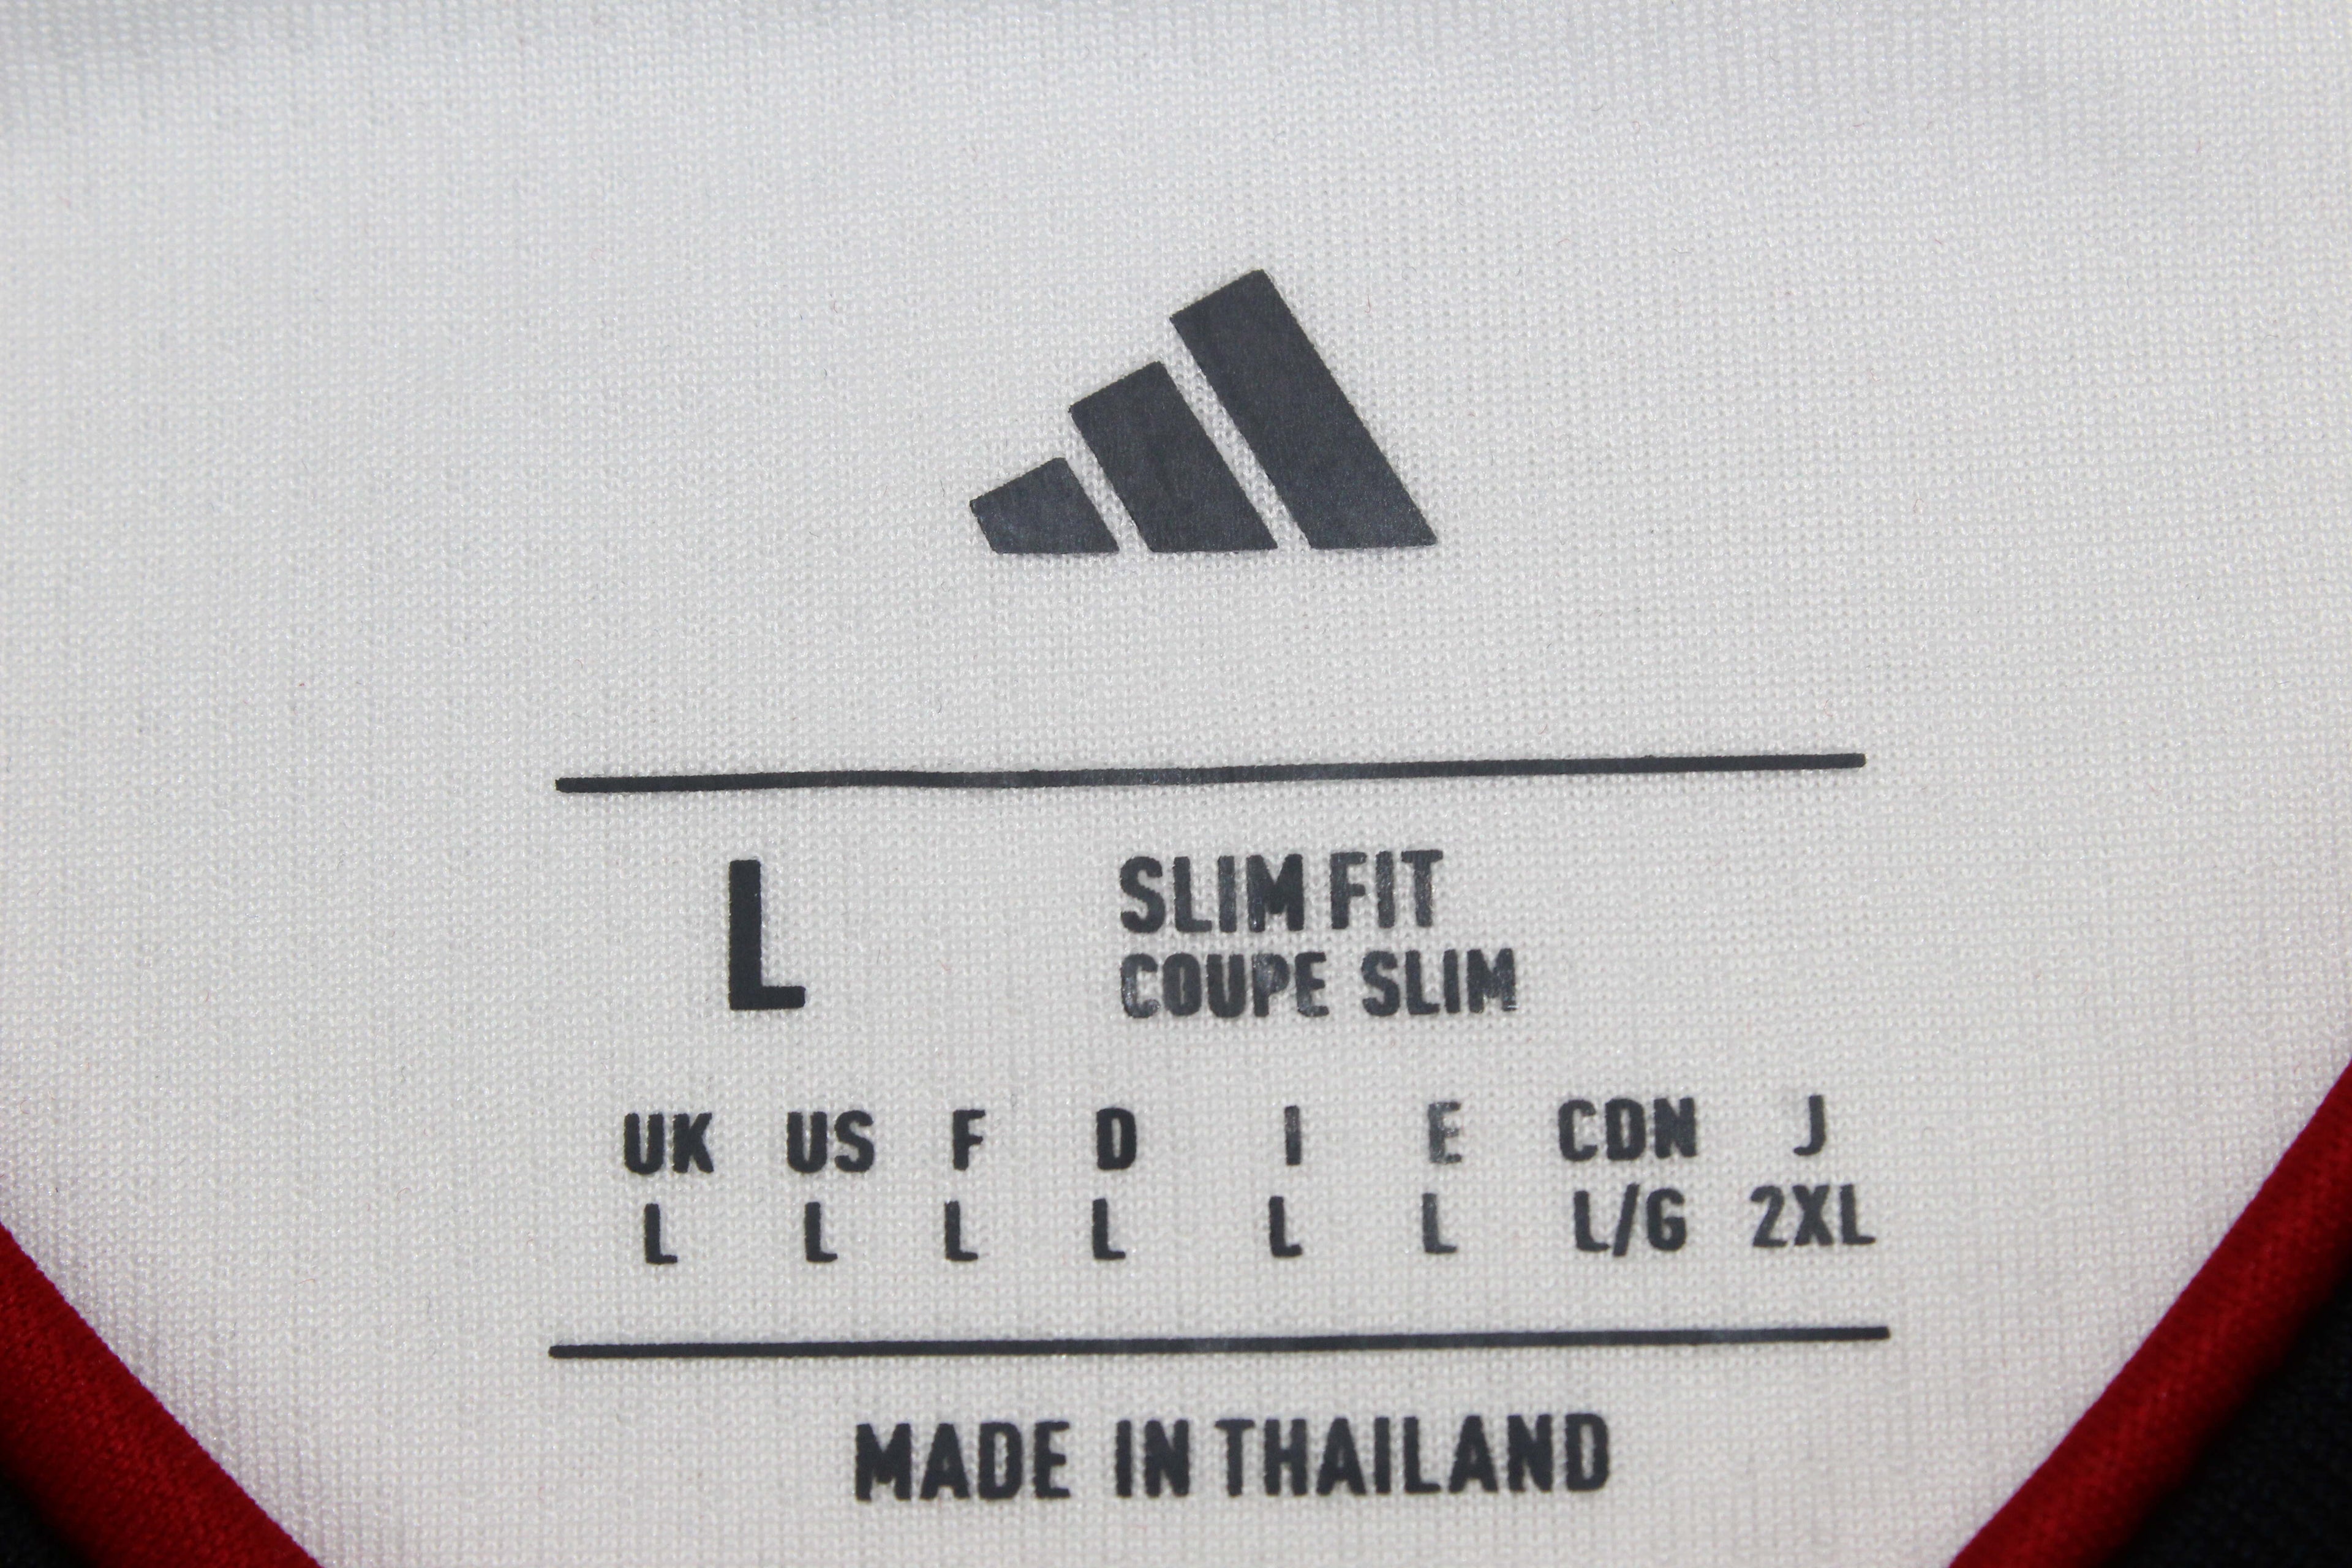 L
SLIM FIT
COUPE SLIM
UK US F D I E CDN J
L L L L L L L/G 2XL
MADE IN THAILAND